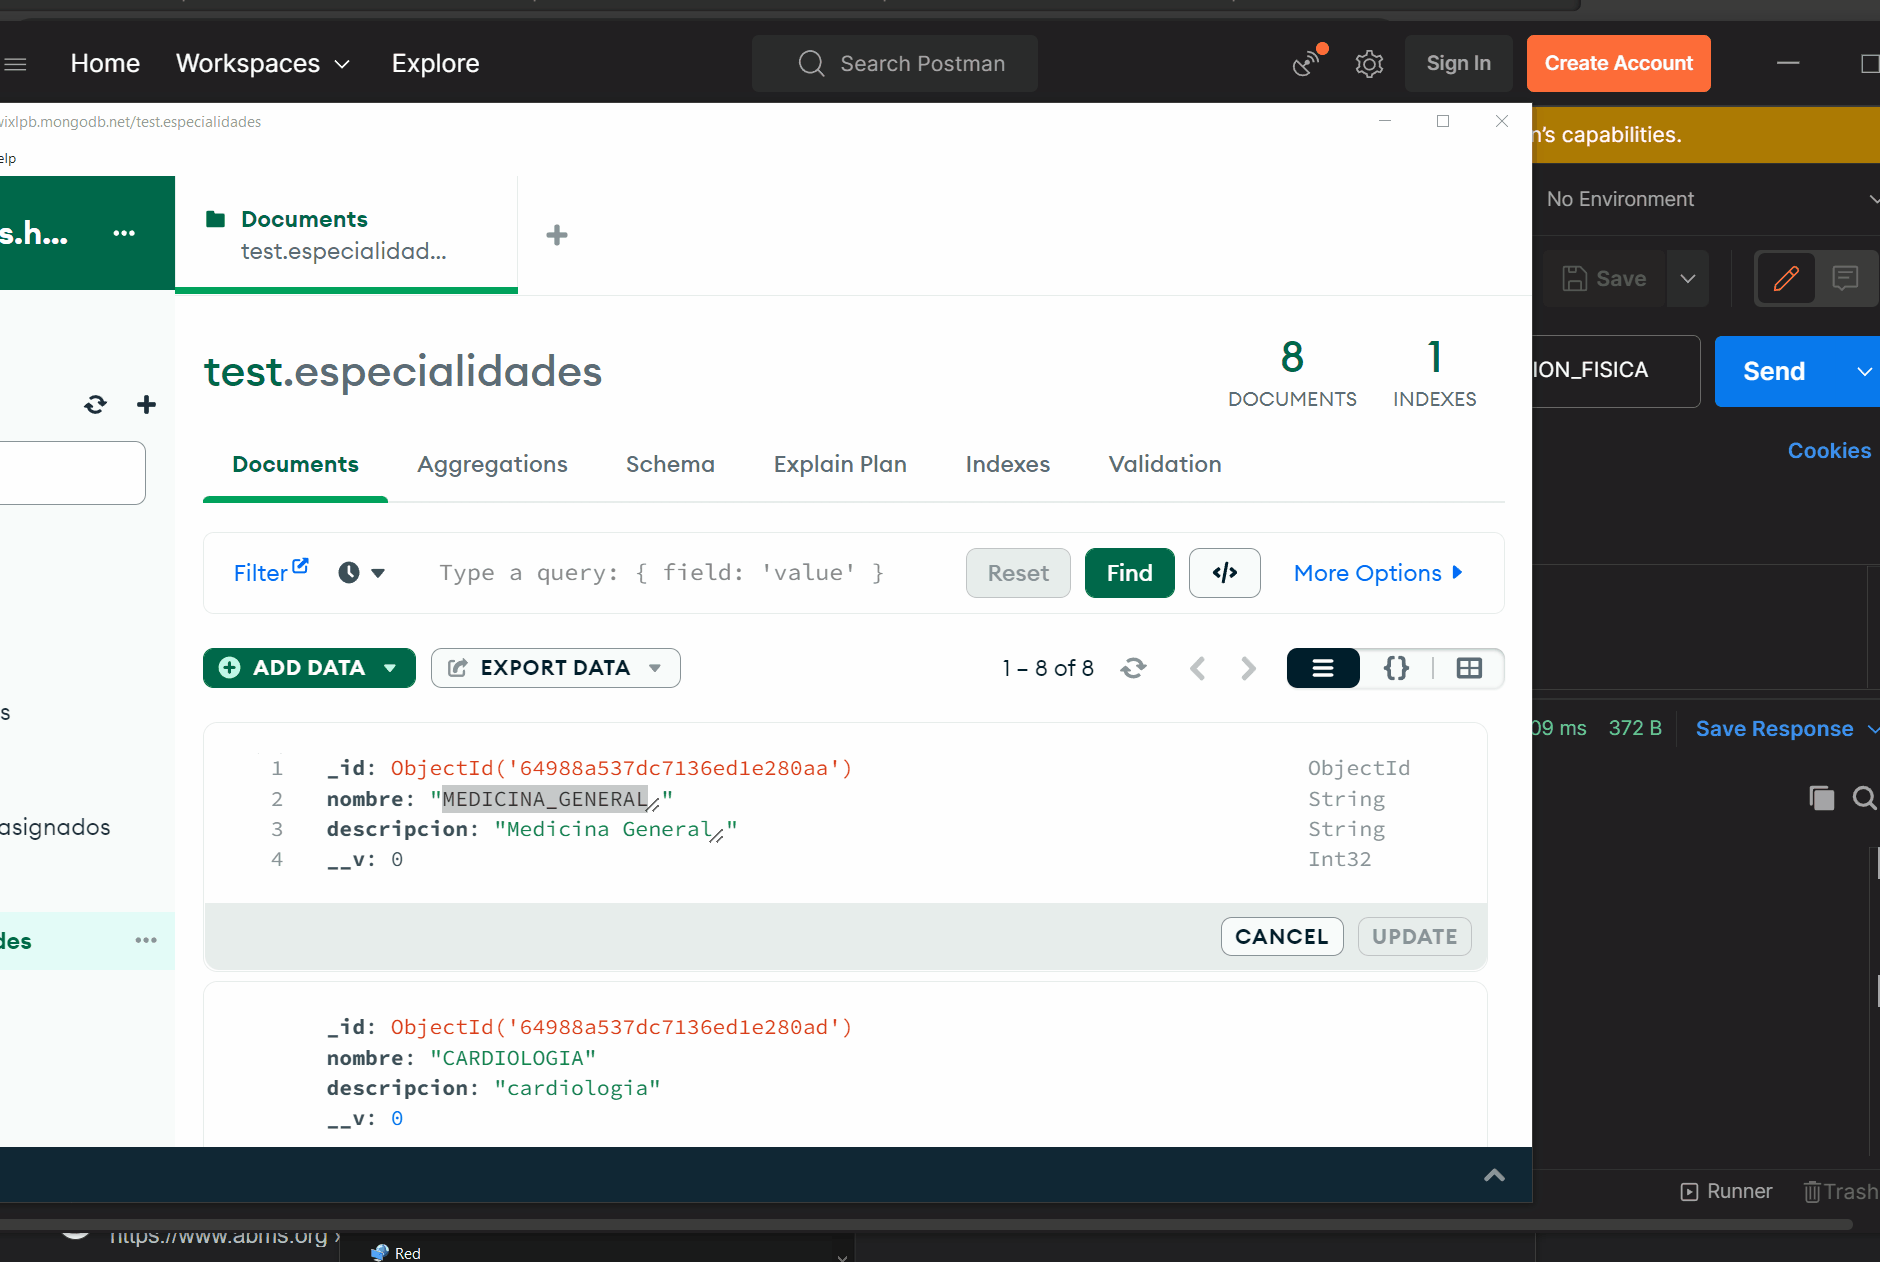 Home Workspaces Explore Search Postman Sign In Create Account
wixlpb.mongodb.net/test.especialidades
n's capabilities.
elp
No Environment
s.h...
Documents
test.especialidad...
Save
test.especialidades
8 DOCUMENTS
1 INDEXES
ION_FISICA
Send
Cookies
Documents Aggregations Schema Explain Plan Indexes Validation
Filter Type a query: { field: 'value' } Reset Find </> More Options
ADD DATA EXPORT DATA 1 – 8 of 8 {}
s
09 ms 372 B Save Response
1 _id: ObjectId('64988a537dc7136ed1e280aa') ObjectId
2 nombre: "MEDICINA_GENERAL" String
3 descripcion: "Medicina General" String
4 __v: 0 Int32
asignados
des
CANCEL UPDATE
_id: ObjectId('64988a537dc7136ed1e280ad')
nombre: "CARDIOLOGIA"
descripcion: "cardiologia"
__v: 0
Runner Trash
https://www.abms.org
Red